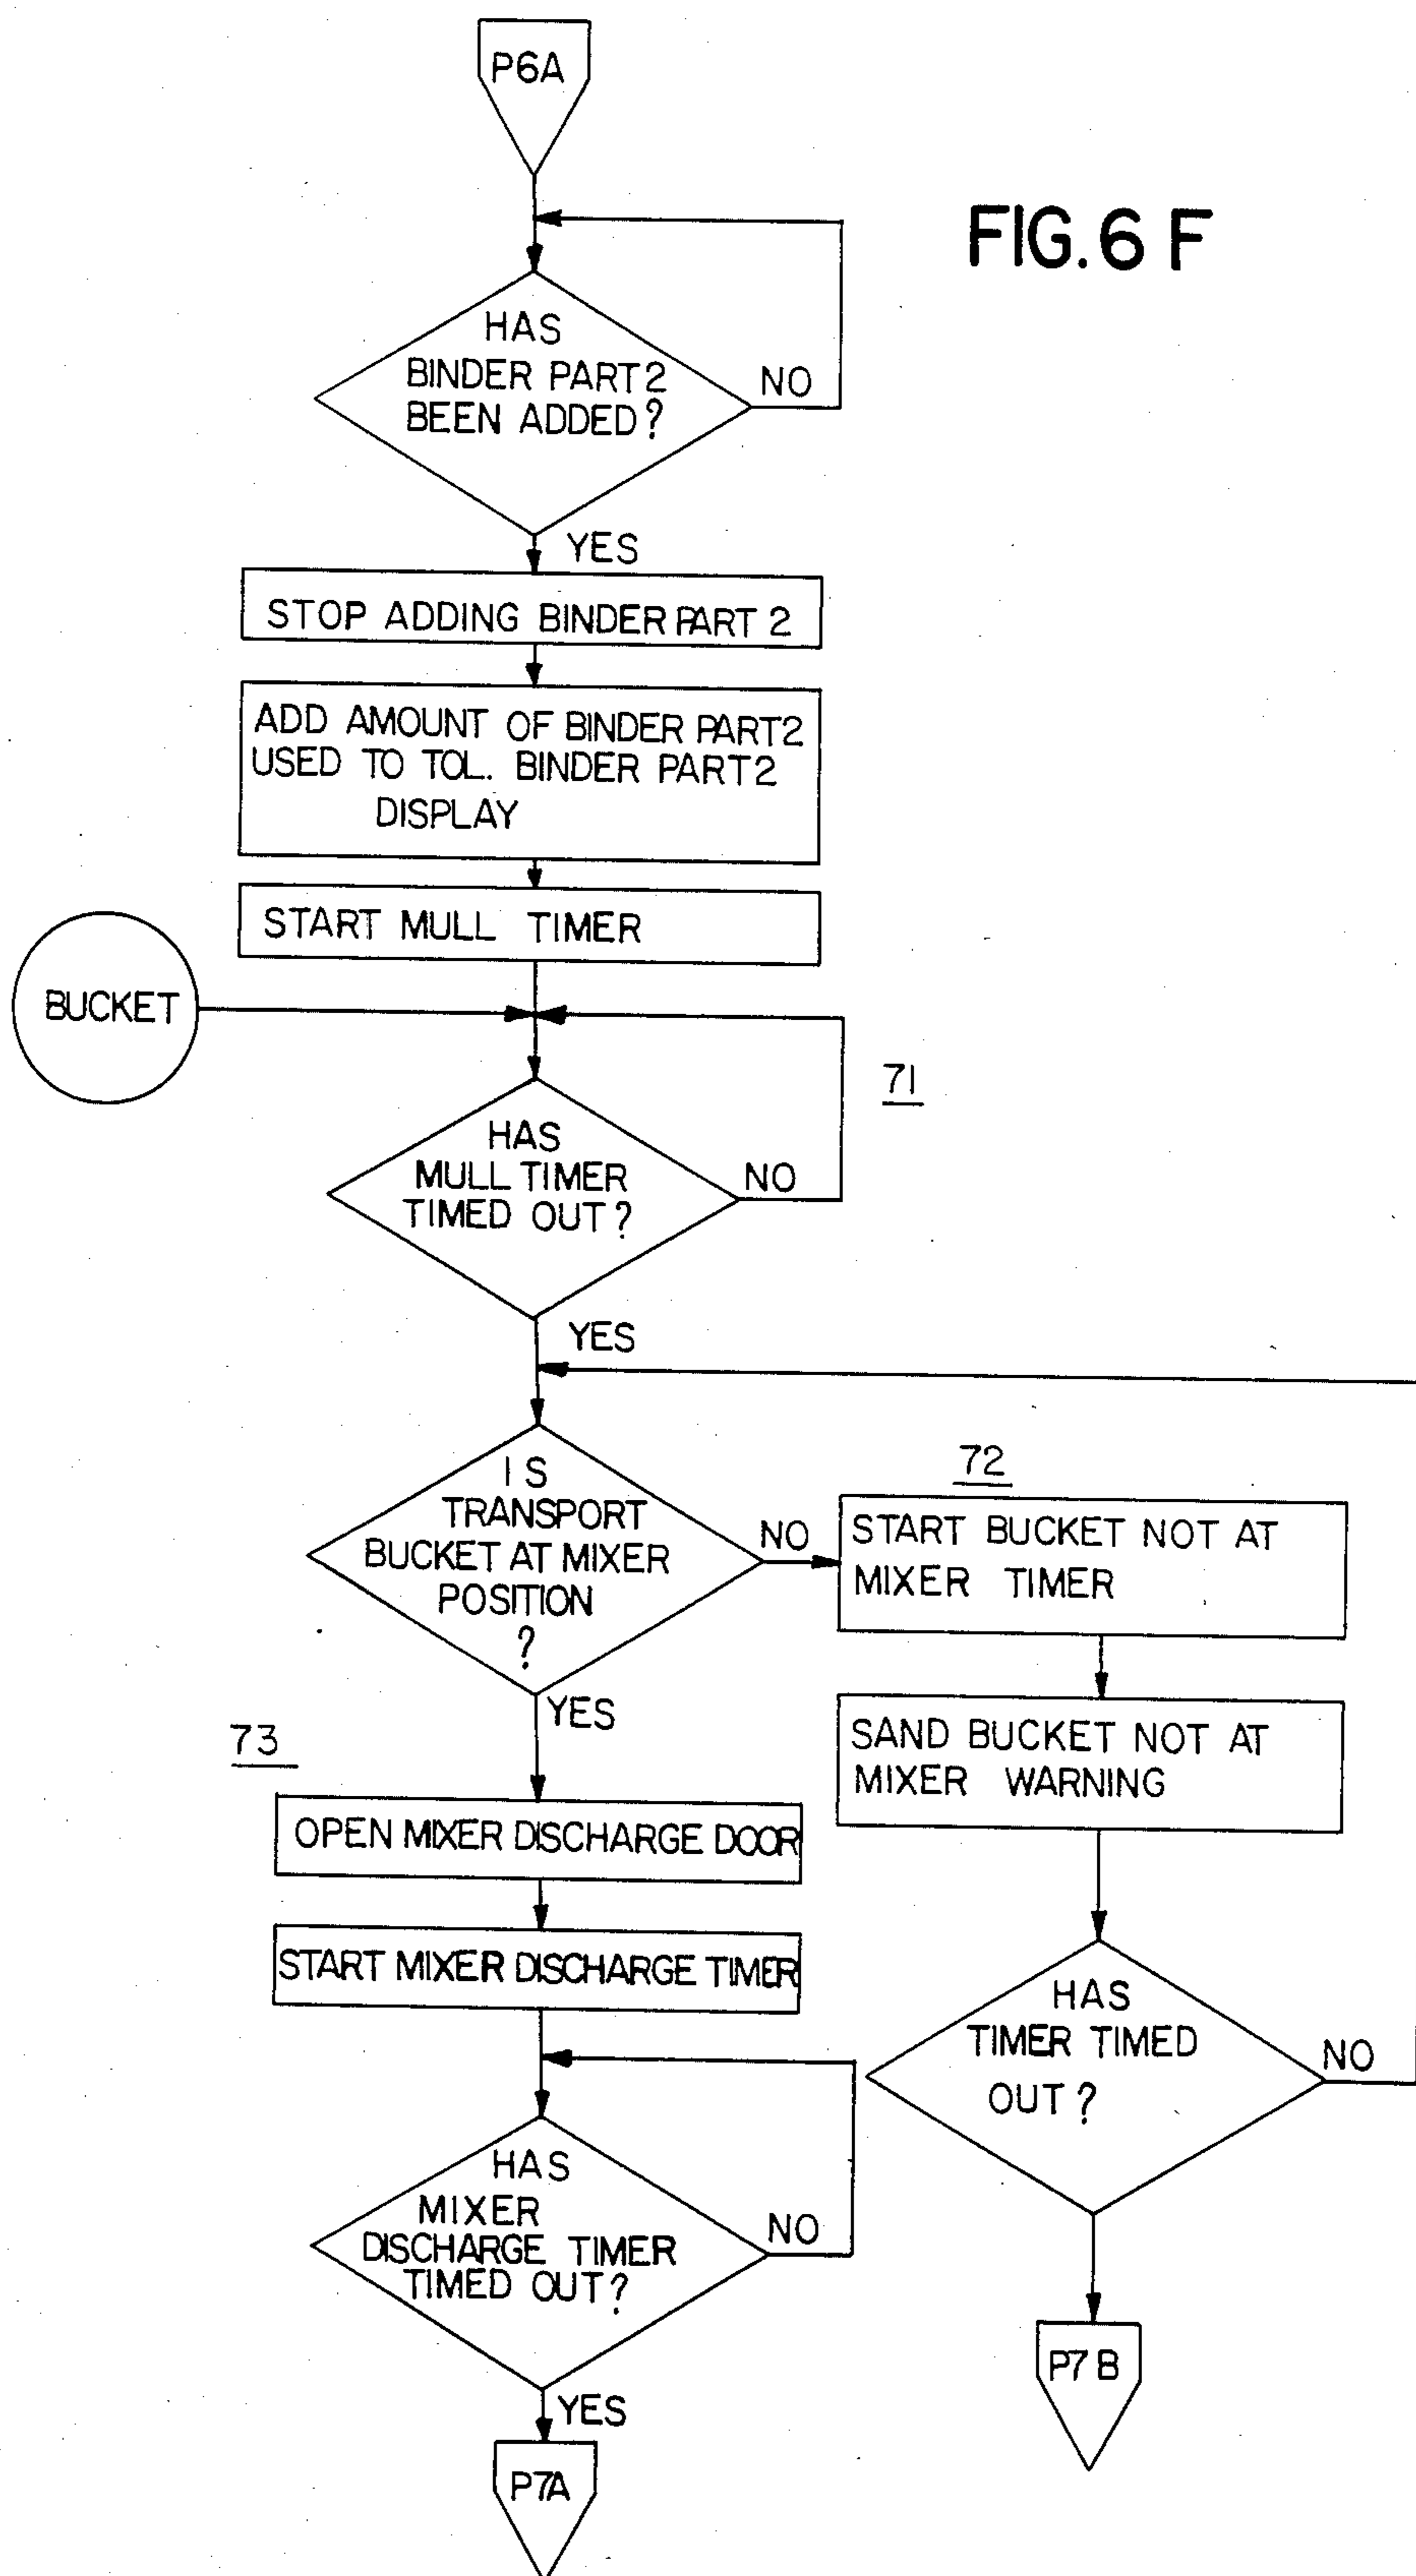 P6A
FIG. 6 F
HAS
BINDER PART 2
BEEN ADDED?
NO
YES
STOP ADDING BINDER PART 2
ADD AMOUNT OF BINDER PART 2
USED TO TOL. BINDER PART 2
DISPLAY
START MULL TIMER
BUCKET
71
HAS
MULL TIMER
TIMED OUT?
NO
YES
IS
TRANSPORT
BUCKET AT MIXER
POSITION
?
NO
72
START BUCKET NOT AT
MIXER TIMER
YES
73
SAND BUCKET NOT AT
MIXER WARNING
OPEN MIXER DISCHARGE DOOR
START MIXER DISCHARGE TIMER
HAS
TIMER TIMED
OUT?
NO
HAS
MIXER
DISCHARGE TIMER
TIMED OUT?
NO
YES
P7A
P7B